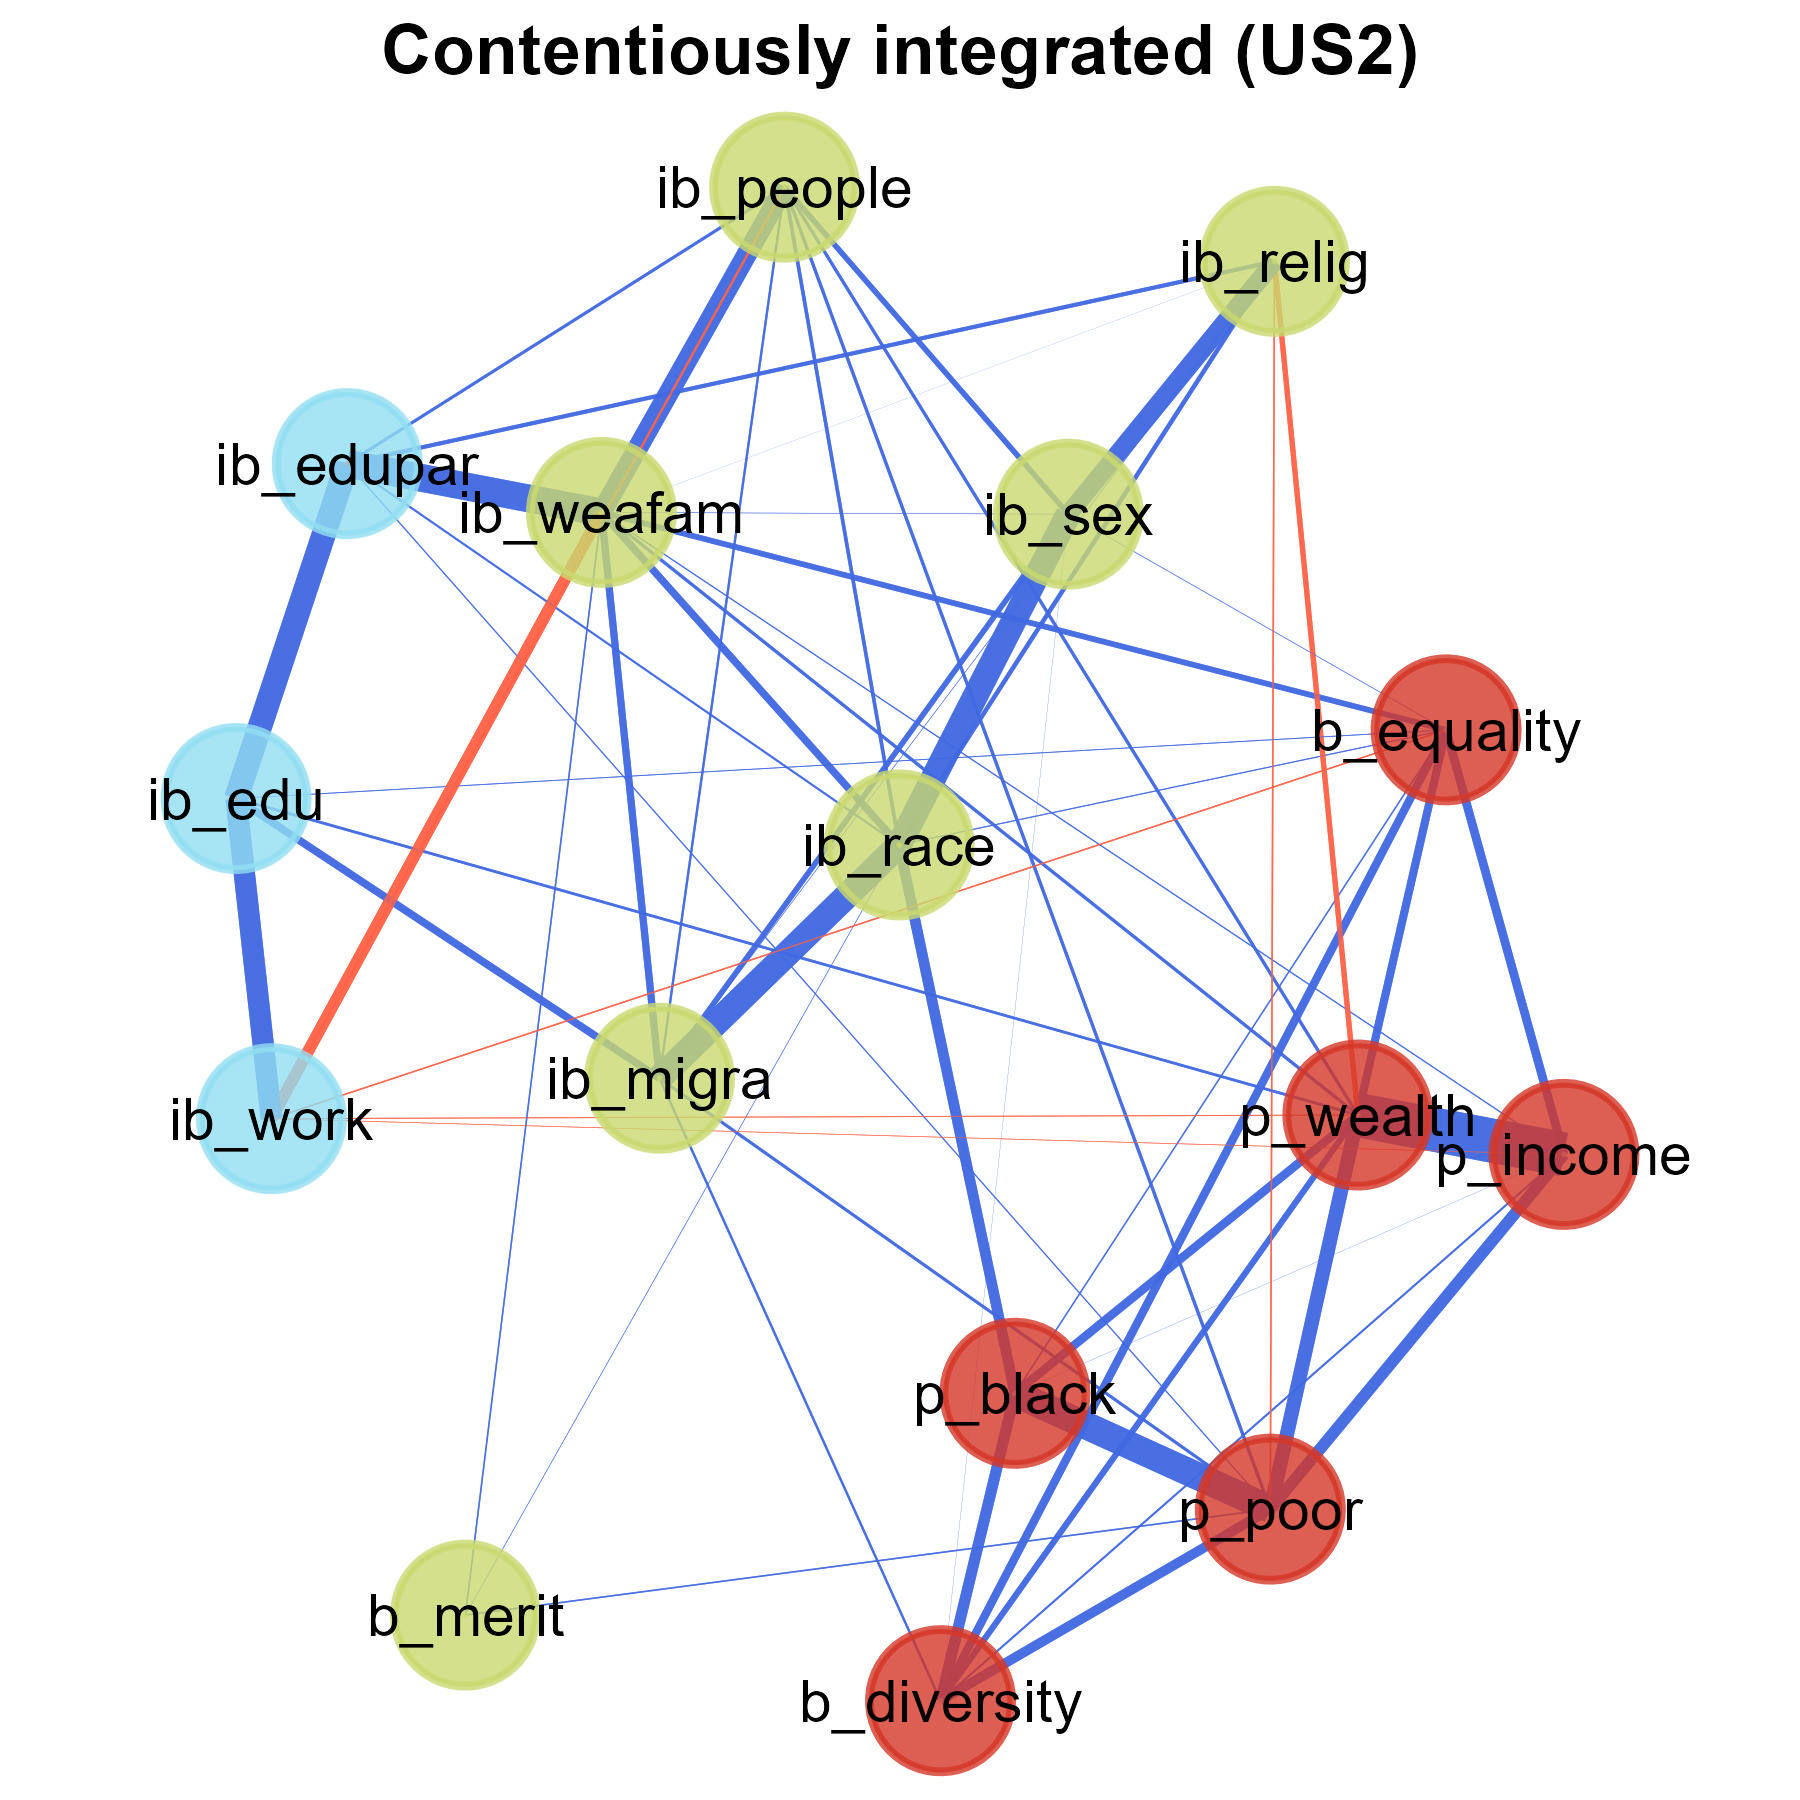 Contentiously integrated (US2)
ib_people
ib_relig
ib_edupar
ib_weafam
ib_sex
b_equality
ib_edu
ib_race
ib_migra
ib_work
p_wealth
p_income
p_black
p_poor
b_merit
b_diversity